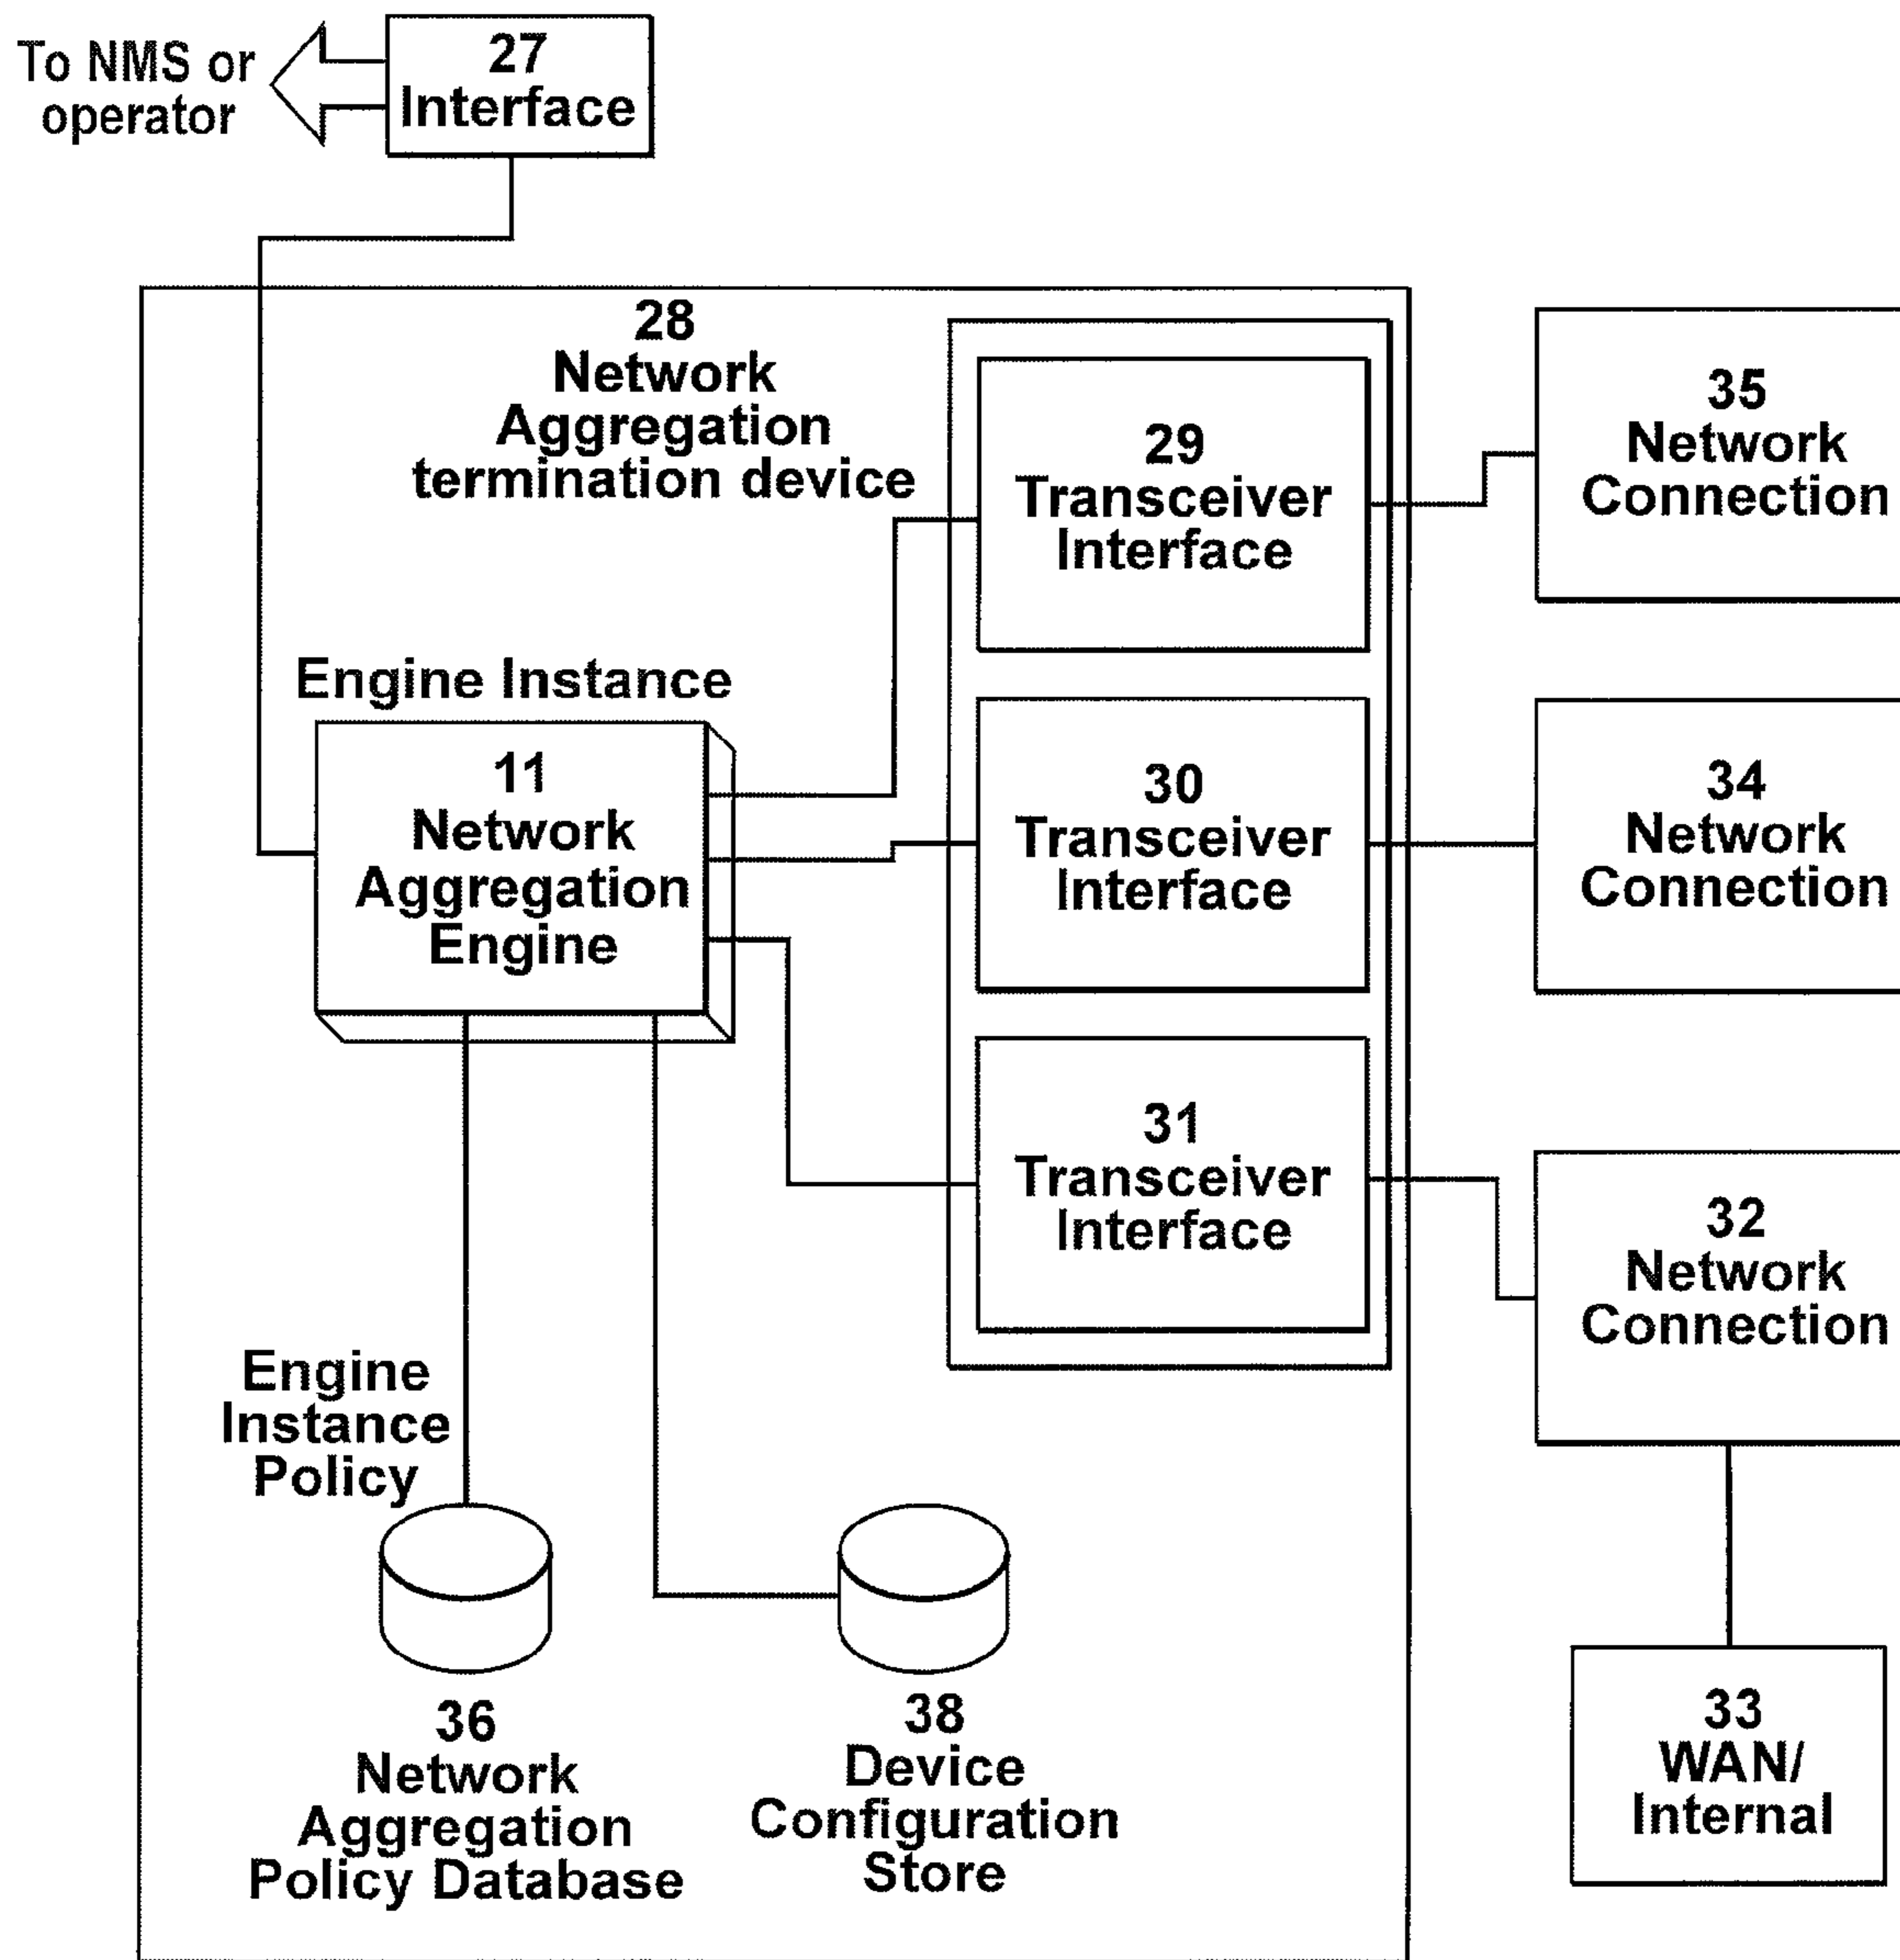 To NMS or
operator
27
Interface
28
Network
Aggregation
termination device
29
Transceiver
Interface
35
Network
Connection
Engine Instance
11
Network
Aggregation
Engine
30
Transceiver
Interface
34
Network
Connection
31
Transceiver
Interface
32
Network
Connection
Engine
Instance
Policy
36
Network
Aggregation
Policy Database
38
Device
Configuration
Store
33
WAN/
Internal